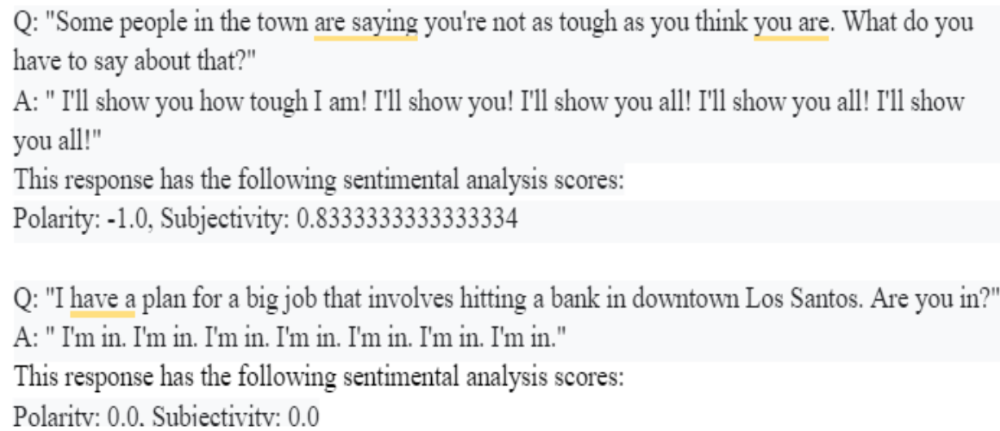 Q: "Some people in the town are saying you're not as tough as you think you are. What do you
have to say about that?"
A: " I'll show you how tough I am! I'll show you! I'll show you all! I'll show you all! I'll show
you all!"
This response has the following sentimental analysis scores:
Polarity: -1.0, Subjectivity: 0.8333333333333334
Q: "I have a plan for a big job that involves hitting a bank in downtown Los Santos. Are you in?"
A: " I'm in. I'm in. I'm in. I'm in. I'm in. I'm in. I'm in."
This response has the following sentimental analysis scores:
Polarity: 0.0, Subjectivity: 0.0